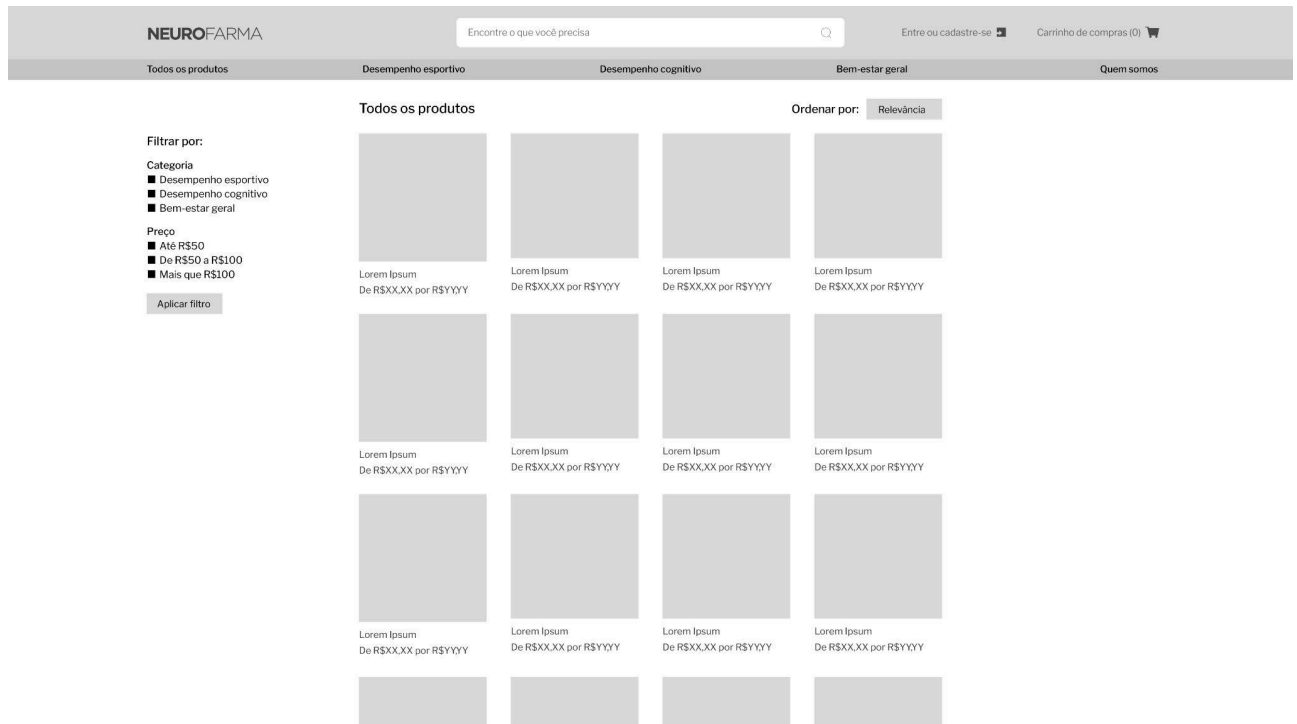 NEUROFARMA
Encontre o que você precisa
Entre ou cadastre-se
Carrinho de compras (0)
Todos os produtos
Desempenho esportivo
Desempenho cognitivo
Bem-estar geral
Quem somos
Todos os produtos
Ordenar por:
Relevância
Filtrar por:
Categoria
Desempenho esportivo
Desempenho cognitivo
Bem-estar geral
Preço
Até R$50
De R$50 a R$100
Mais que R$100
Aplicar filtro
Lorem Ipsum
De R$XX,XX por R$YY,YY
Lorem Ipsum
De R$XX,XX por R$YY,YY
Lorem Ipsum
De R$XX,XX por R$YY,YY
Lorem Ipsum
De R$XX,XX por R$YY,YY
Lorem Ipsum
De R$XX,XX por R$YY,YY
Lorem Ipsum
De R$XX,XX por R$YY,YY
Lorem Ipsum
De R$XX,XX por R$YY,YY
Lorem Ipsum
De R$XX,XX por R$YY,YY
Lorem Ipsum
De R$XX,XX por R$YY,YY
Lorem Ipsum
De R$XX,XX por R$YY,YY
Lorem Ipsum
De R$XX,XX por R$YY,YY
Lorem Ipsum
De R$XX,XX por R$YY,YY